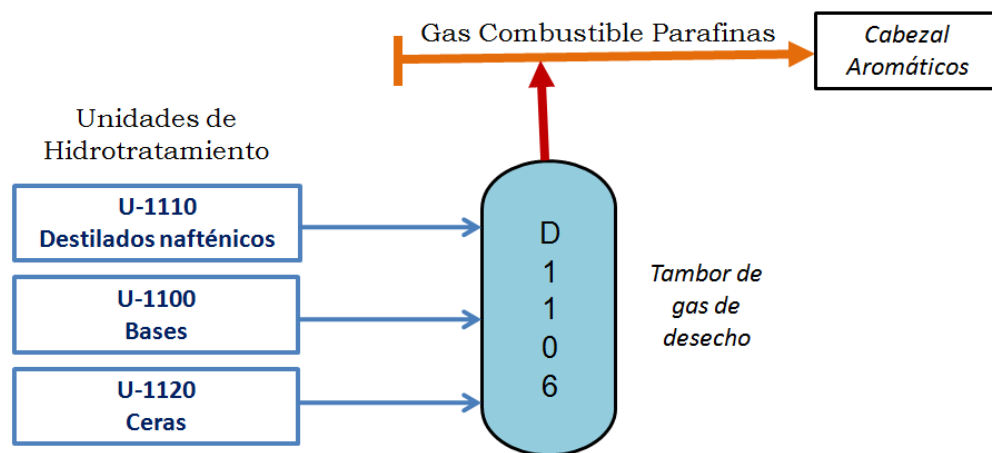 Gas Combustible Parafinas
Cabezal
Aromáticos
Unidades de
Hidrotratamiento
U-1110
Destilados nafténicos
U-1100
Bases
U-1120
Ceras
D
1
1
0
6
Tambor de
gas de
desecho